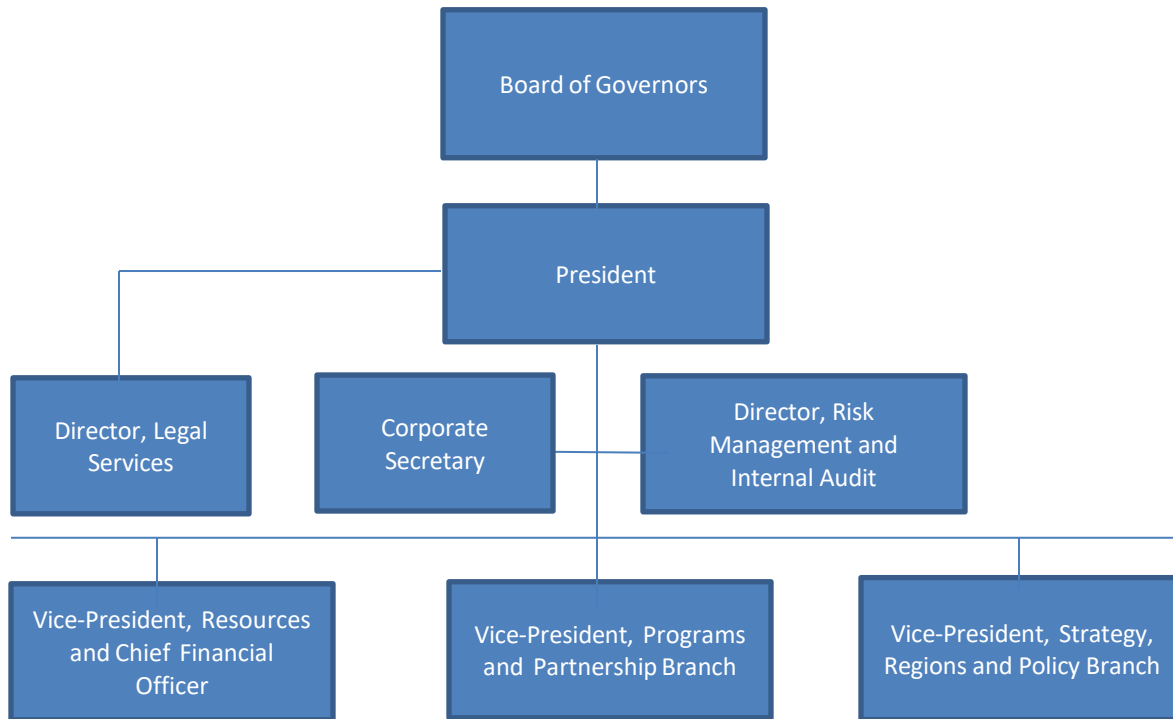 Board of Governors
President
Director, Legal
Services
Corporate
Secretary
Director, Risk
Management and
Internal Audit
Vice-President, Resources
and Chief Financial
Officer
Vice-President, Programs
and Partnership Branch
Vice-President, Strategy,
Regions and Policy Branch